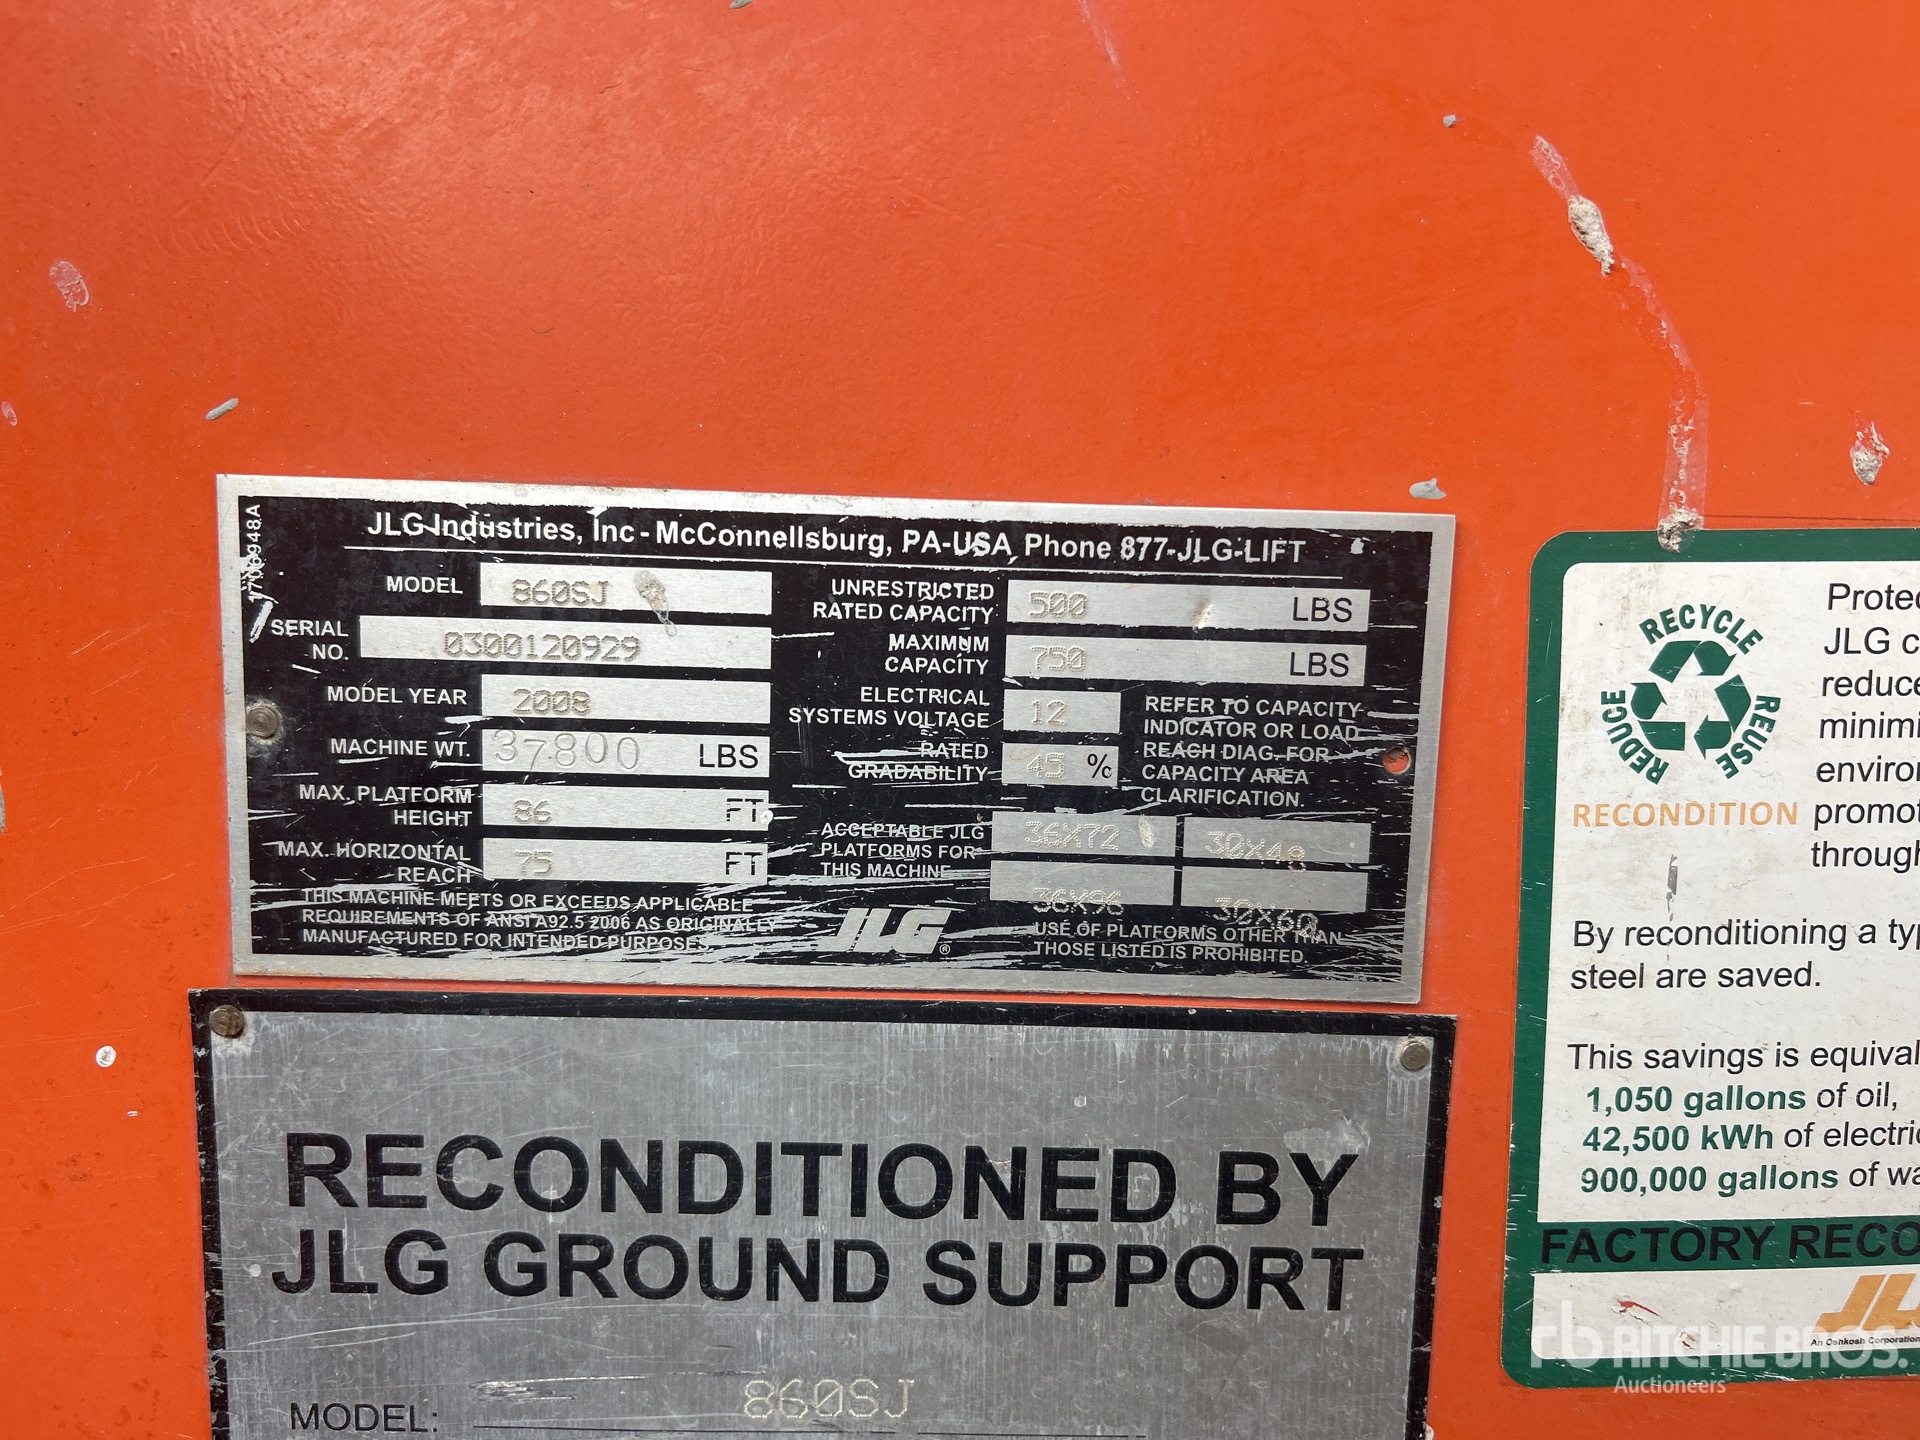 1706948A
JLG Industries, Inc - McConnellsburg, PA-USA Phone 877-JLG-LIFT
MODEL 860SJ
SERIAL NO. 0300120929
MODEL YEAR 2008
MACHINE WT. 37800 LBS
MAX. PLATFORM HEIGHT 86 FT
MAX. HORIZONTAL REACH 75 FT
THIS MACHINE MEETS OR EXCEEDS APPLICABLE
REQUIREMENTS OF ANSI A92.5 2006 AS ORIGINALLY
MANUFACTURED FOR INTENDED PURPOSES.
UNRESTRICTED RATED CAPACITY 500 LBS
MAXIMUM CAPACITY 750 LBS
ELECTRICAL SYSTEMS VOLTAGE 12
RATED GRADABILITY 45 %
REFER TO CAPACITY
INDICATOR OR LOAD
REACH DIAG. FOR
CAPACITY AREA
CLARIFICATION.
ACCEPTABLE JLG
PLATFORMS FOR
THIS MACHINE
36X72 30X48
36X96 30X60
JLG®
USE OF PLATFORMS OTHER THAN
THOSE LISTED IS PROHIBITED.
RECONDITIONED BY
JLG GROUND SUPPORT
MODEL: 860SJ
REDUCE RECYCLE REUSE
RECONDITION
Protec
JLG c
reduce
minimi
enviror
promot
through
By reconditioning a typ
steel are saved.
This savings is equival
1,050 gallons of oil,
42,500 kWh of electric
900,000 gallons of wa
FACTORY RECO
JL
An Oshkosh Corporation
rb RITCHIE BROS.
Auctioneers